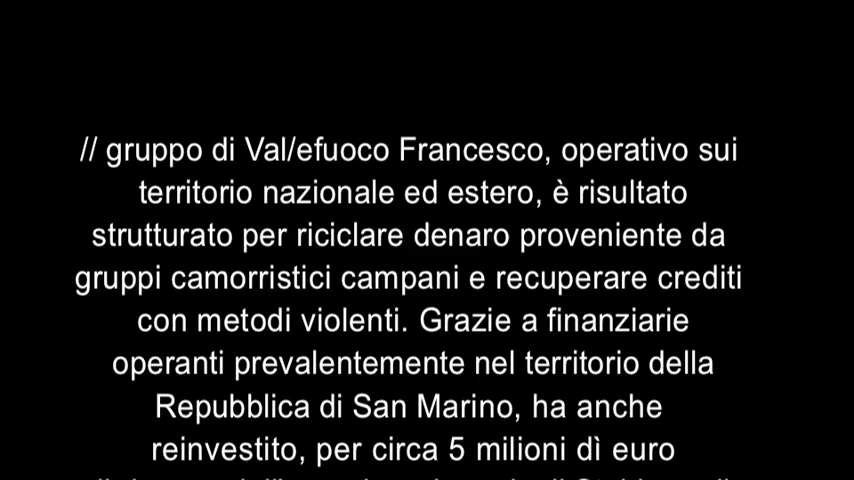 // gruppo di Val/efuoco Francesco, operativo sui
territorio nazionale ed estero, è risultato
strutturato per riciclare denaro proveniente da
gruppi camorristici campani e recuperare crediti
con metodi violenti. Grazie a finanziarie
operanti prevalentemente nel territorio della
Repubblica di San Marino, ha anche
reinvestito, per circa 5 milioni dì euro